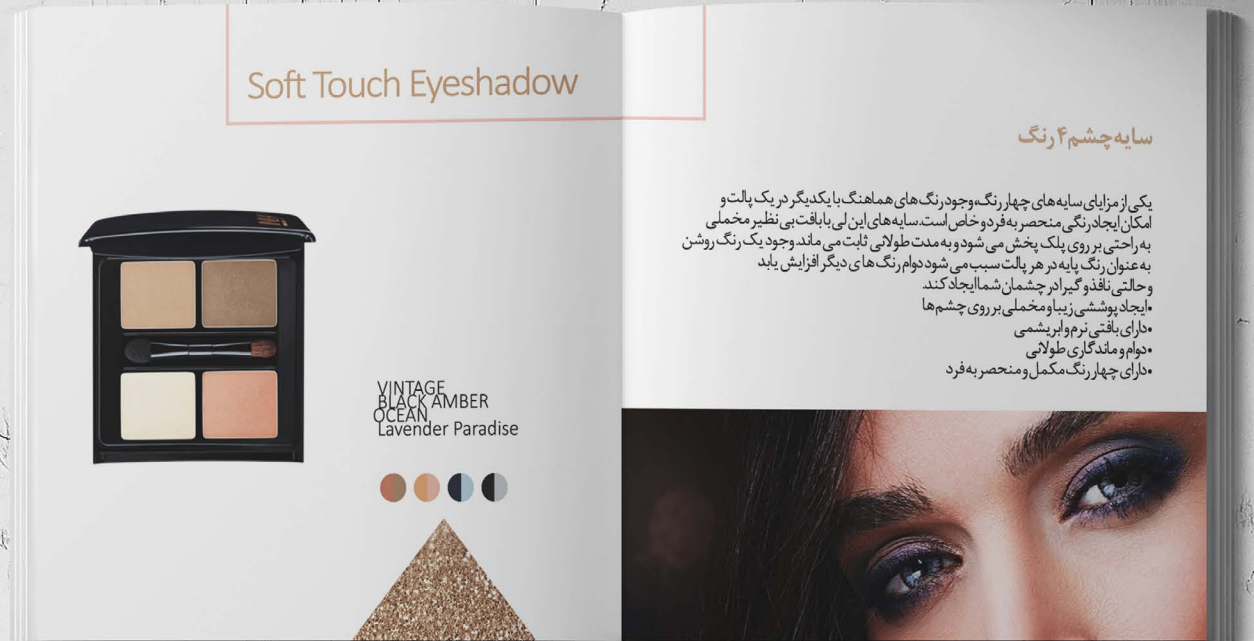 Soft Touch Eyeshadow
VINTAGE
BLACK AMBER
OCEAN
Lavender Paradise
سایه چشم ۴ رنگ
یکی از مزایای سایه های چهار رنگ، وجود رنگ های هماهنگ با یکدیگر در یک پالت و
امکان ایجاد رنگی منحصر به فرد و خاص است. سایه های این لی با بافت بی نظیر مخملی
به راحتی بر روی پلک پخش می شود و به مدت طولانی ثابت می ماند. وجود یک رنگ روشن
به عنوان رنگ پایه در هر پالت سبب می شود دوام رنگ های دیگر افزایش یابد
و حالتی نافذ و گیرا در چشمان شما ایجاد کند.
•ایجاد پوششی زیبا و مخملی بر روی چشم ها
•دارای بافتی نرم و ابریشمی
•دوام و ماندگاری طولانی
•دارای چهار رنگ مکمل و منحصر به فرد